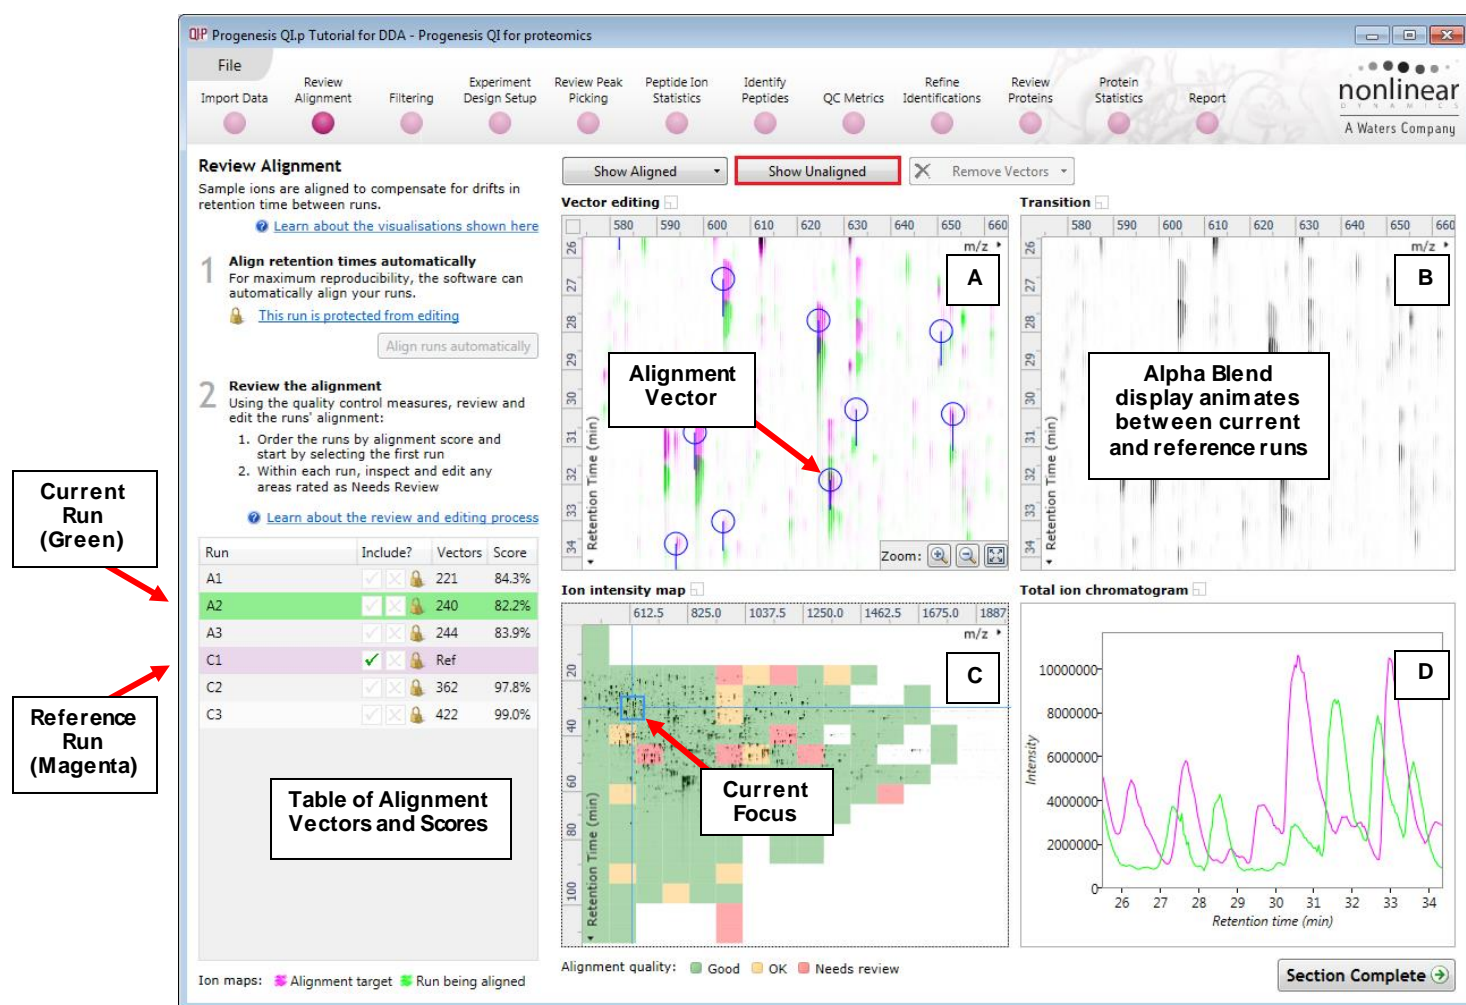 QIP Progenesis QI.p Tutorial for DDA - Progenesis QI for proteomics
File
Import Data
Review
Alignment
Filtering
Experiment
Design Setup
Review Peak
Picking
Peptide Ion
Statistics
Identify
Peptides
QC Metrics
Refine
Identifications
Review
Proteins
Protein
Statistics
Report
nonlinear
DYNAMICS
A Waters Company
Review Alignment
Sample ions are aligned to compensate for drifts in
retention time between runs.
Learn about the visualisations shown here
1 Align retention times automatically
For maximum reproducibility, the software can
automatically align your runs.
This run is protected from editing
Align runs automatically
2 Review the alignment
Using the quality control measures, review and
edit the runs' alignment:
1. Order the runs by alignment score and
start by selecting the first run
2. Within each run, inspect and edit any
areas rated as Needs Review
Learn about the review and editing process
Run Include? Vectors Score
A1 221 84.3%
A2 240 82.2%
A3 244 83.9%
C1 Ref
C2 362 97.8%
C3 422 99.0%
Current
Run
(Green)
Reference
Run
(Magenta)
Table of Alignment
Vectors and Scores
Ion maps: Alignment target Run being aligned
Show Aligned
Show Unaligned
Remove Vectors
Vector editing
580 590 600 610 620 630 640 650 660
m/z
A
26 27 28 29 30 31 32 33 34
Retention Time (min)
Alignment
Vector
Zoom:
Transition
580 590 600 610 620 630 640 650 660
m/z
B
26 27 28 29 30 31 32 33 34
Retention Time (min)
Alpha Blend
display animates
between current
and reference runs
Ion intensity map
612.5 825.0 1037.5 1250.0 1462.5 1675.0 1887
m/z
C
20 40 60 80 100
Retention Time (min)
Current
Focus
Alignment quality: Good OK Needs review
Total ion chromatogram
D
10000000
8000000
6000000
4000000
2000000
0
Intensity
26 27 28 29 30 31 32 33 34
Retention time (min)
Section Complete